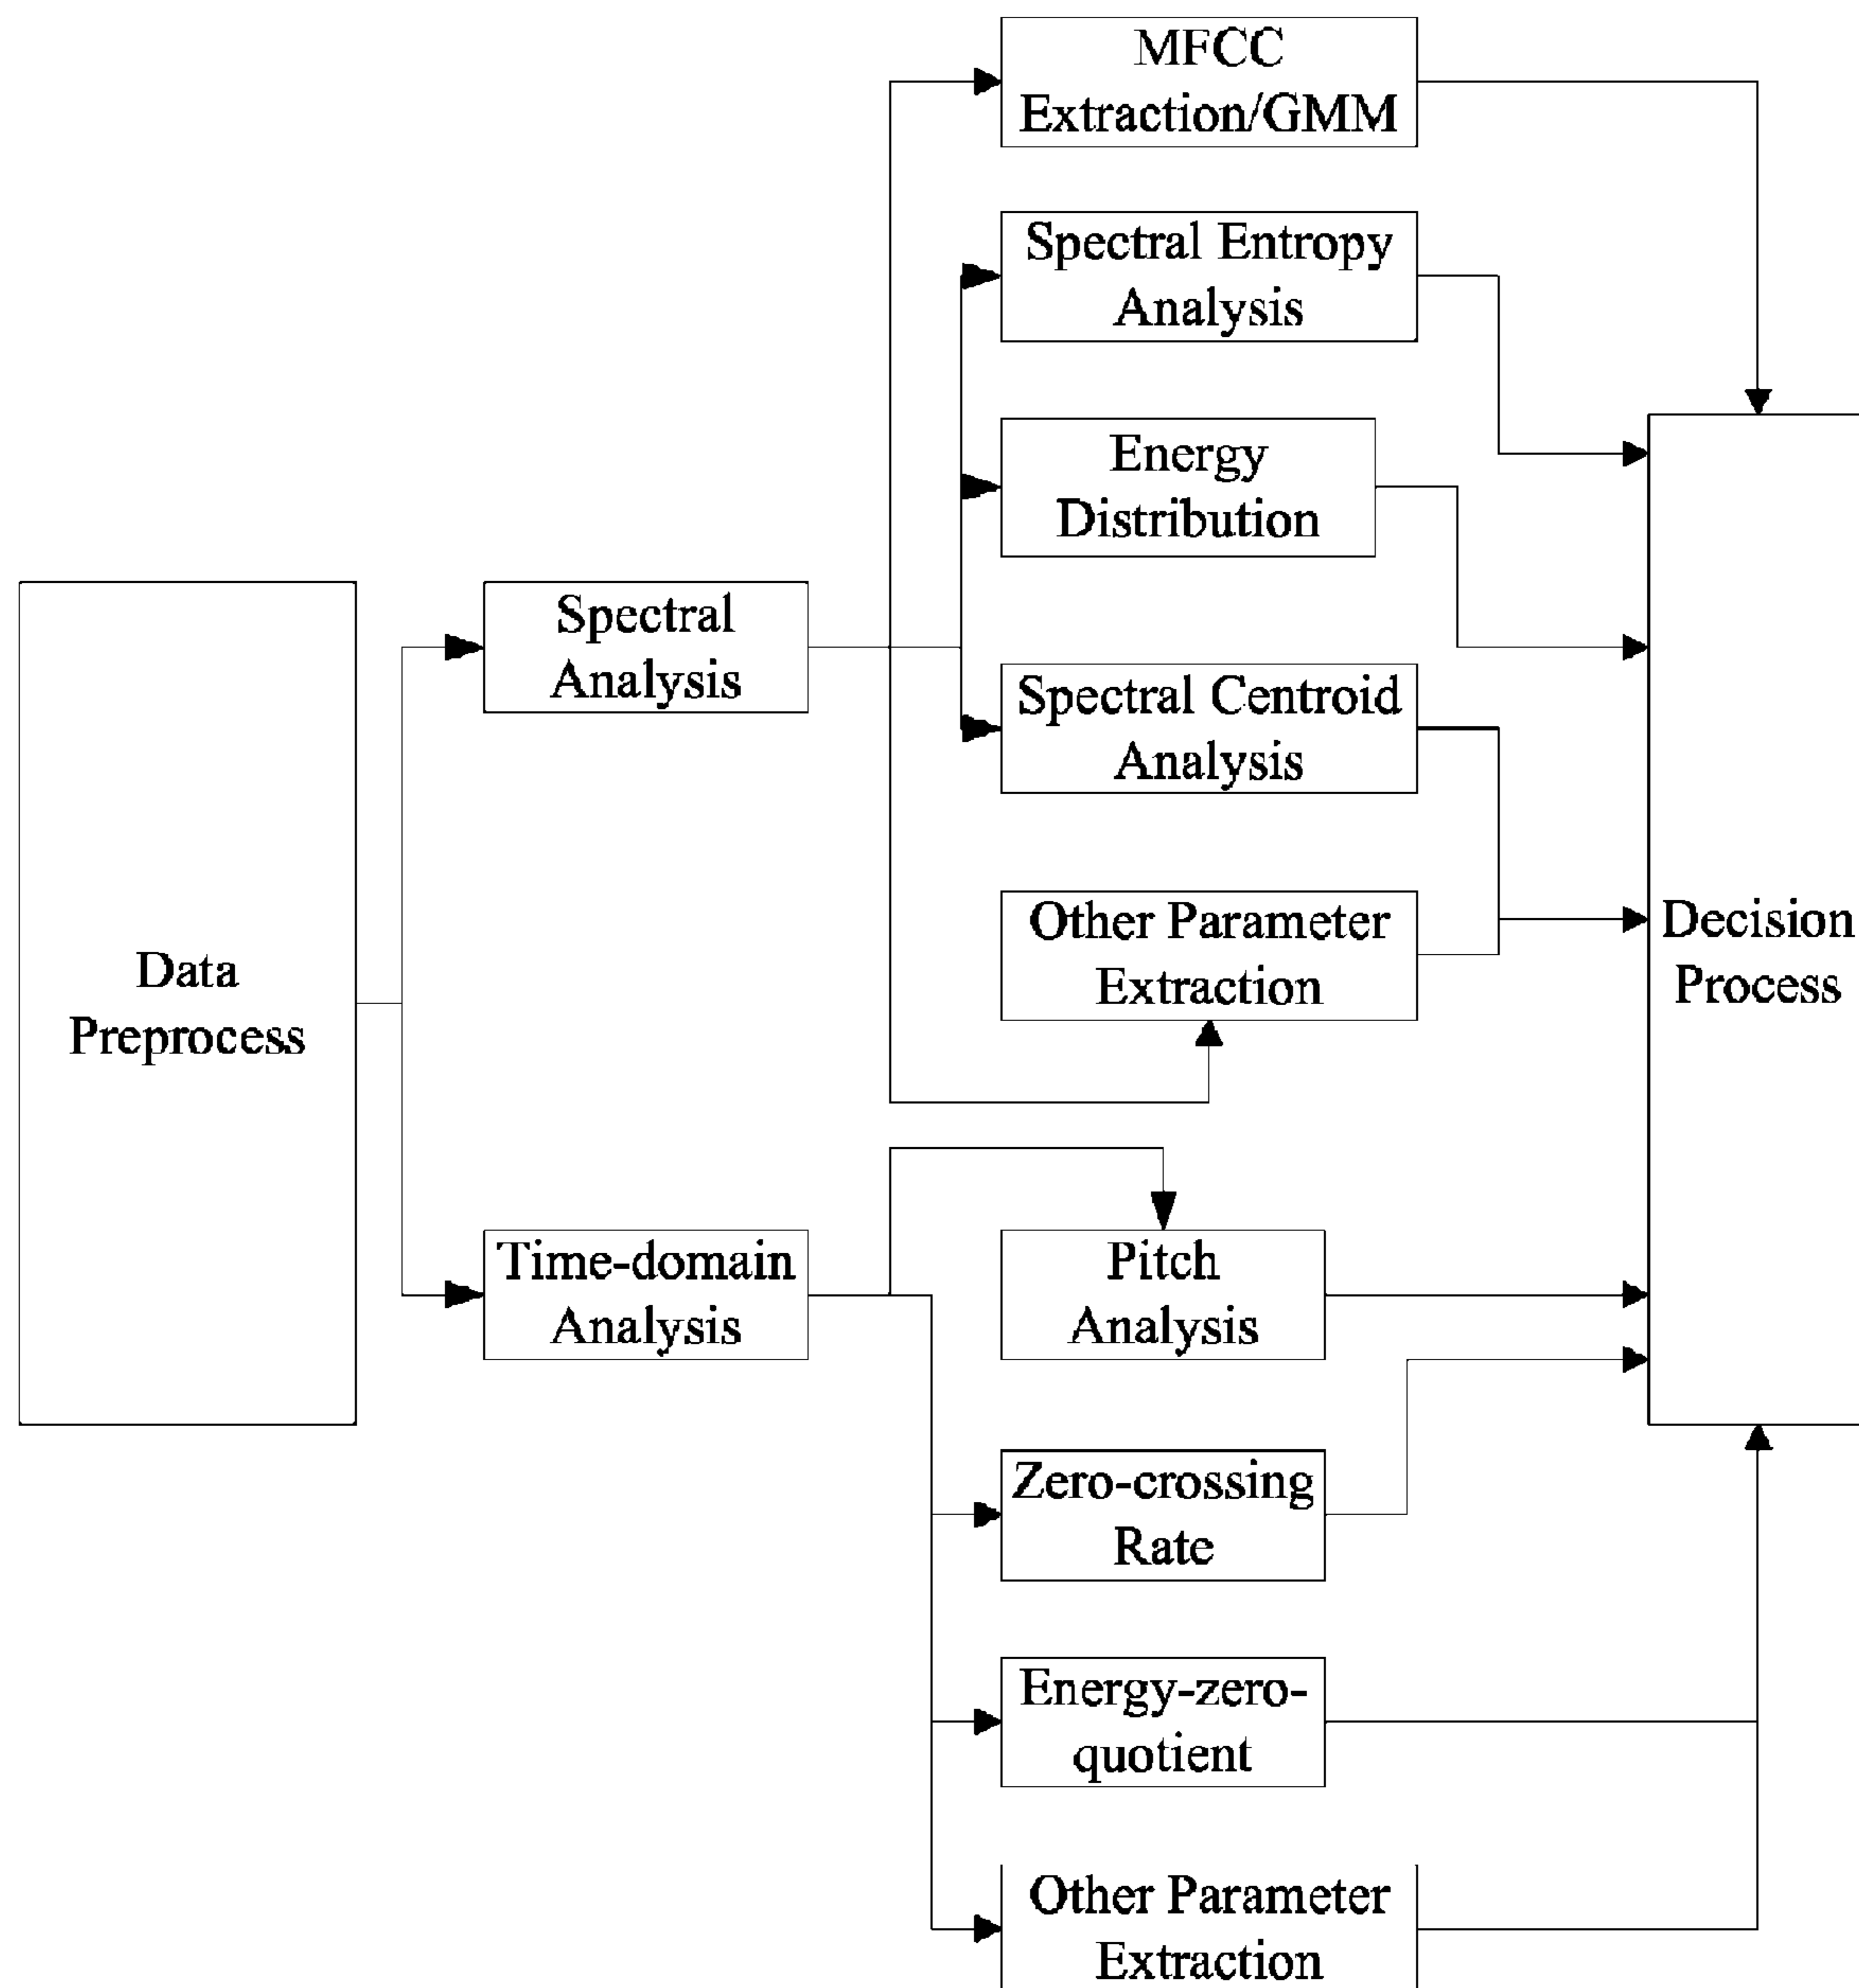 MFCC
Extraction/GMM
Spectral Entropy
Analysis
Energy
Distribution
Spectral
Analysis
Spectral Centroid
Analysis
Other Parameter
Extraction
Decision
Process
Data
Preprocess
Time-domain
Analysis
Pitch
Analysis
Zero-crossing
Rate
Energy-zero-
quotient
Other Parameter
Extraction